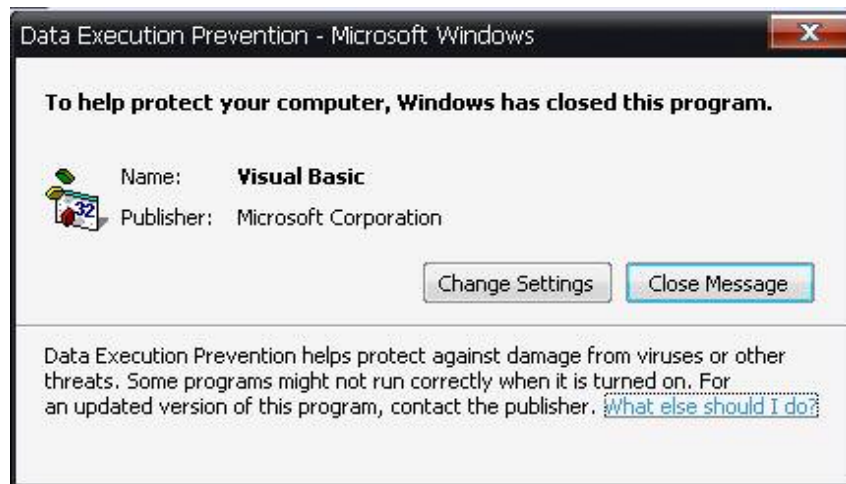 Data Execution Prevention - Microsoft Windows
To help protect your computer, Windows has closed this program.
Name: Visual Basic
32
Publisher: Microsoft Corporation
Change Settings Close Message
Data Execution Prevention helps protect against damage from viruses or other
threats. Some programs might not run correctly when it is turned on. For
an updated version of this program, contact the publisher. What else should I do?